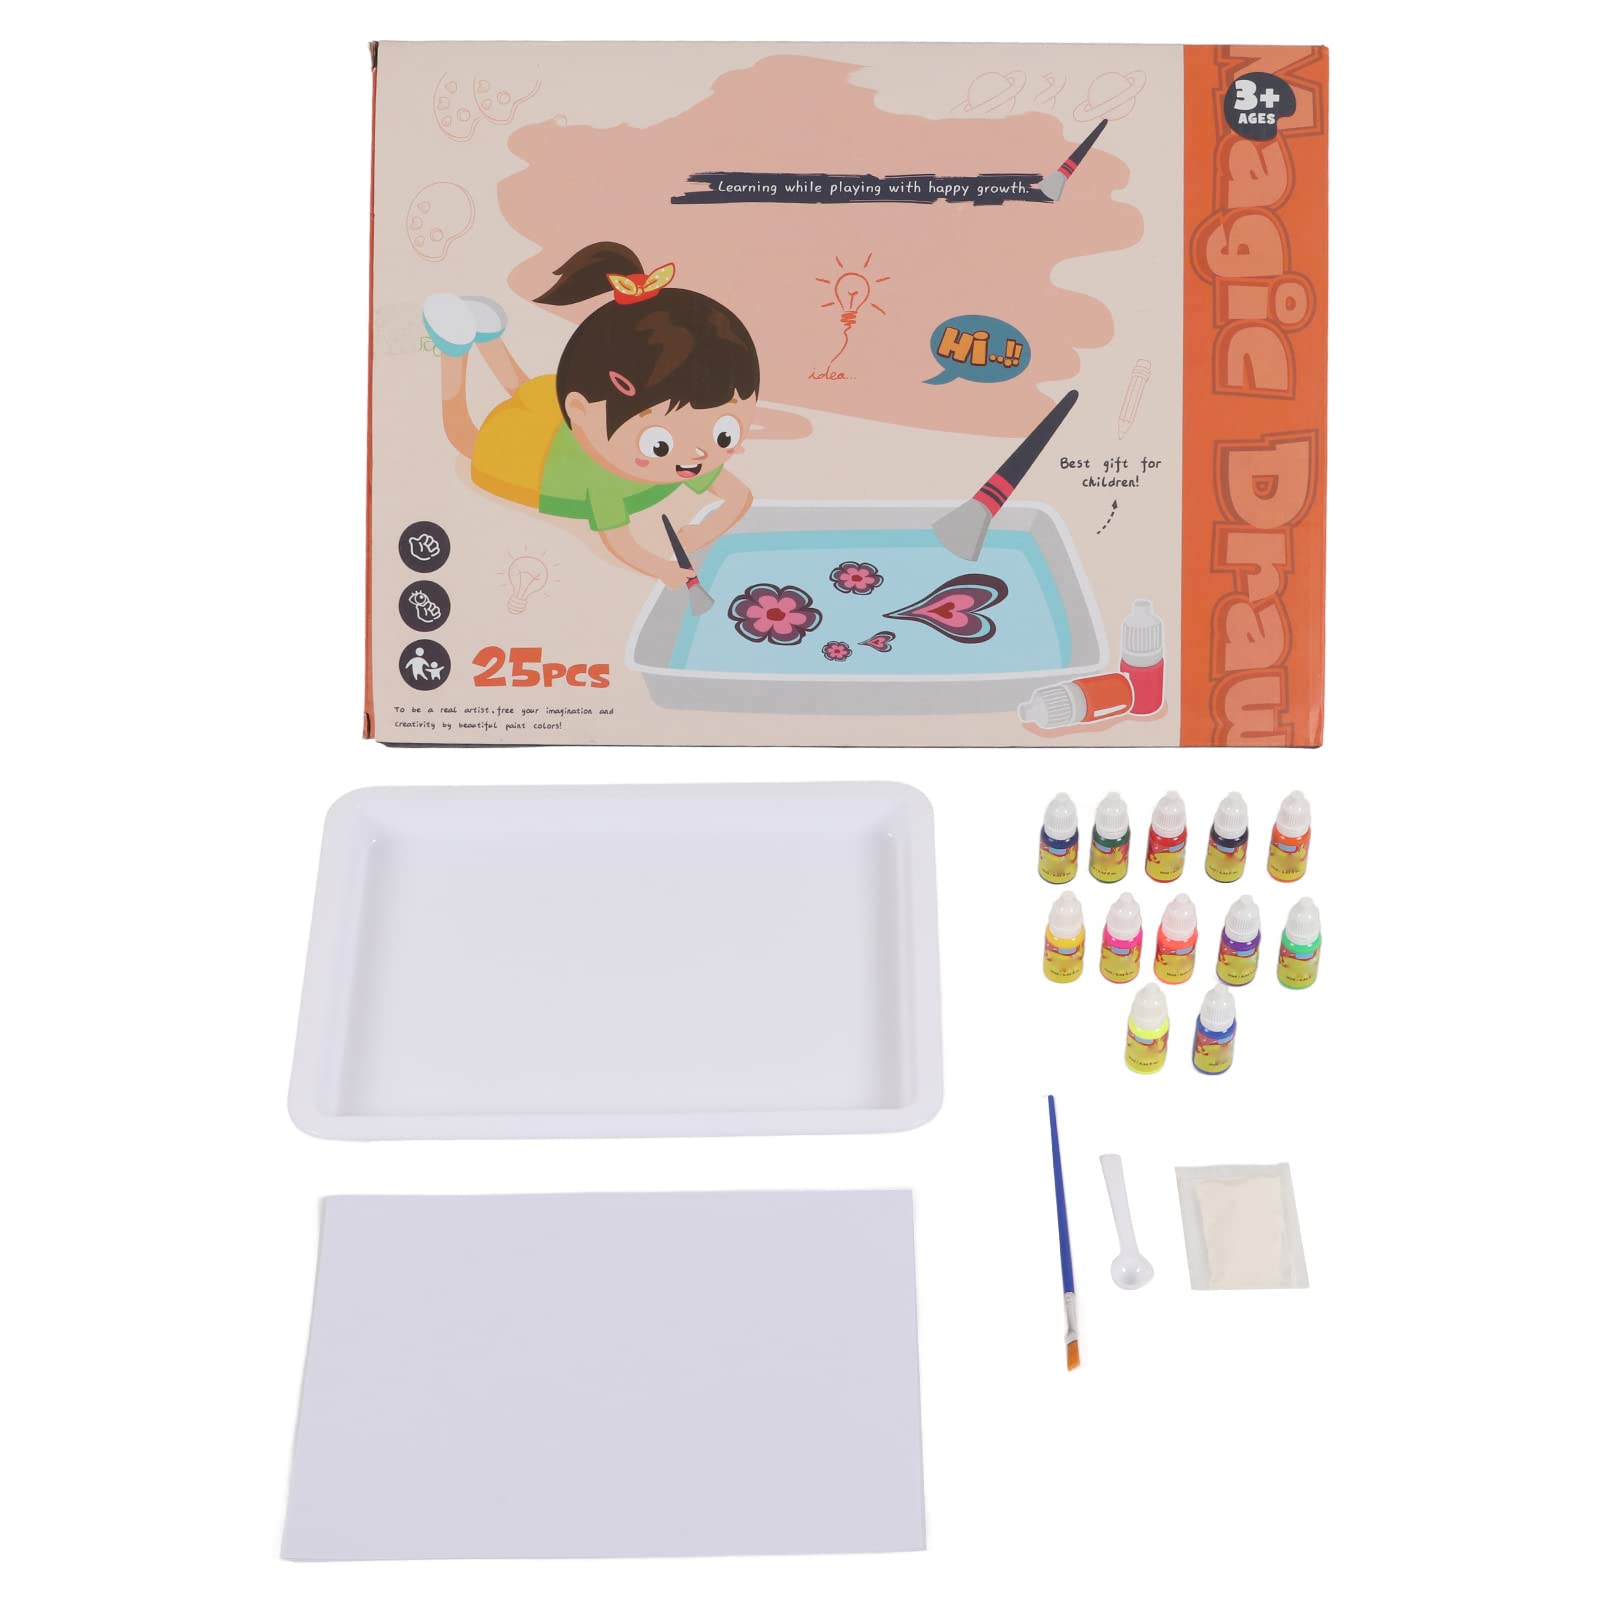 3+
AGES
Magic Draw
Learning while playing with happy growth.
idea...
Hi..!!
Best gift for
children!
25PCS
To be a real artist,free your imagination and
creativity by beautiful paint colors!